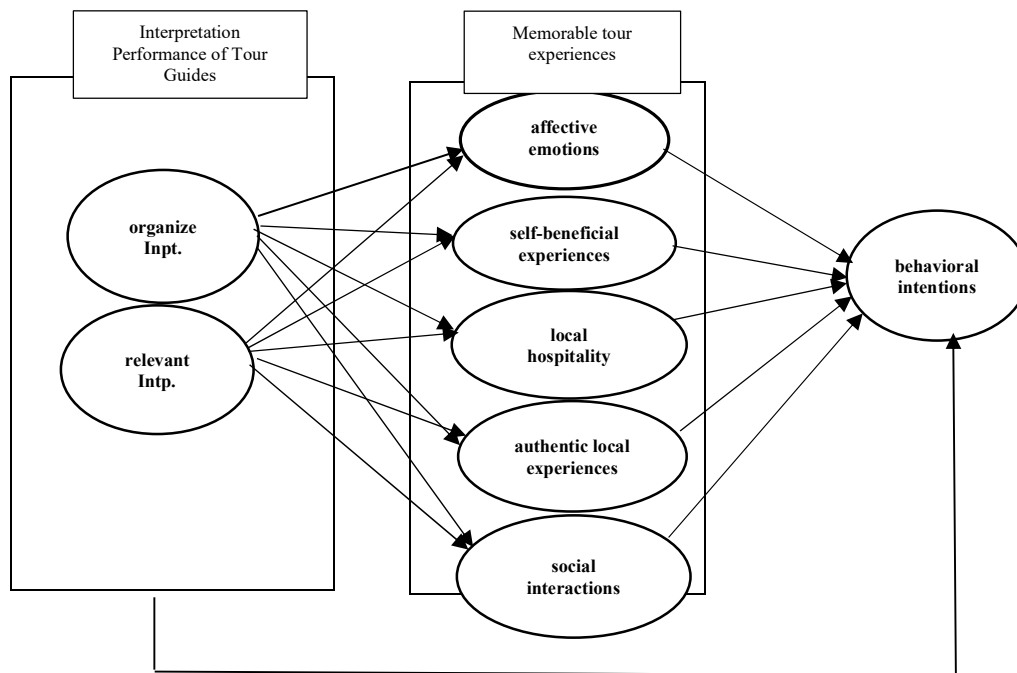 Interpretation
Performance of Tour
Guides
Memorable tour
experiences
organize
Inpt.
relevant
Intp.
affective
emotions
self-beneficial
experiences
local
hospitality
authentic local
experiences
social
interactions
behavioral
intentions